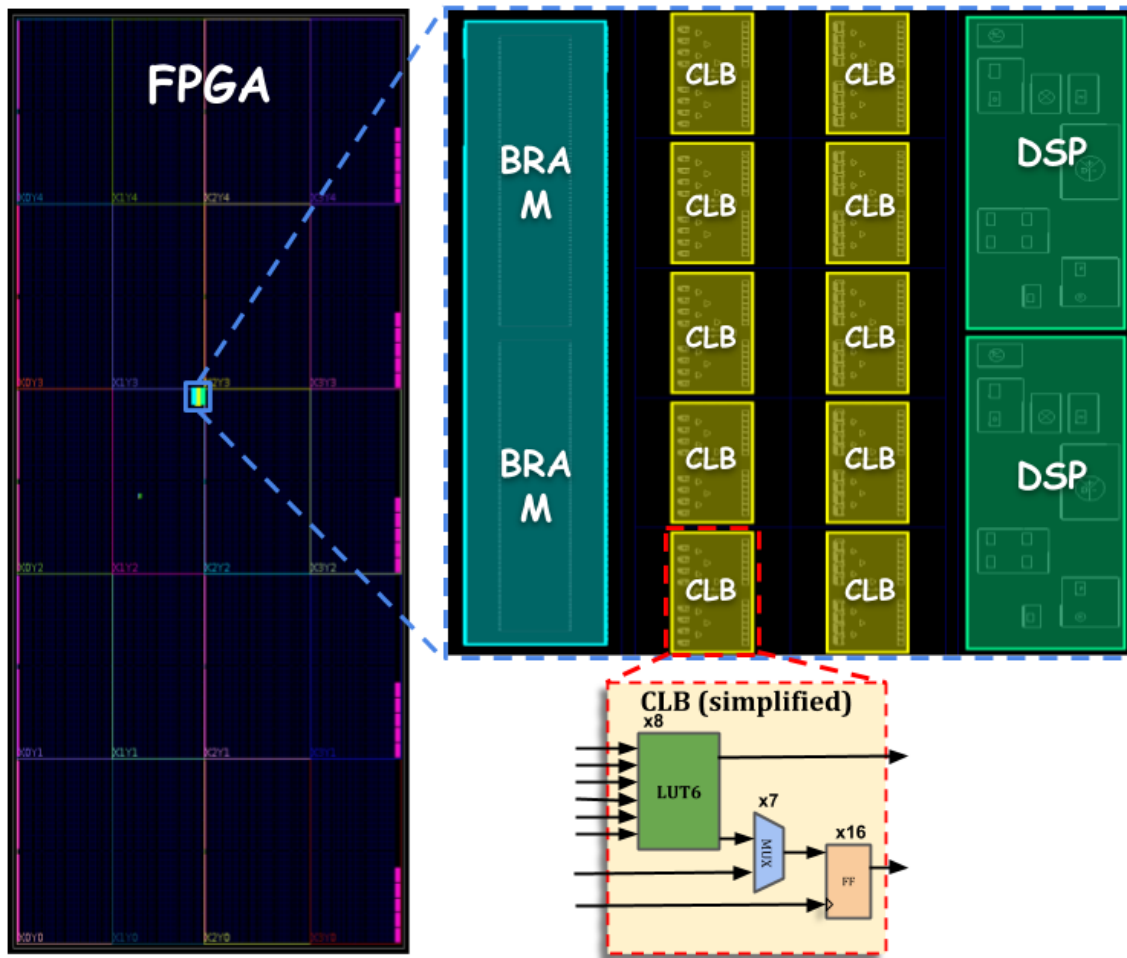 FPGA
X0Y4 X1Y4 X2Y4 X3Y4
X0Y3 X1Y3 X2Y3 X3Y3
X0Y2 X1Y2 X2Y2 X3Y2
X0Y1 X1Y1 X2Y1 X3Y1
X0Y0 X1Y0 X2Y0 X3Y0
BRA
M
BRA
M
CLB CLB
CLB CLB
CLB CLB
CLB CLB
CLB CLB
DSP
DSP
CLB (simplified)
x8
LUT6
x7
MUX
x16
FF